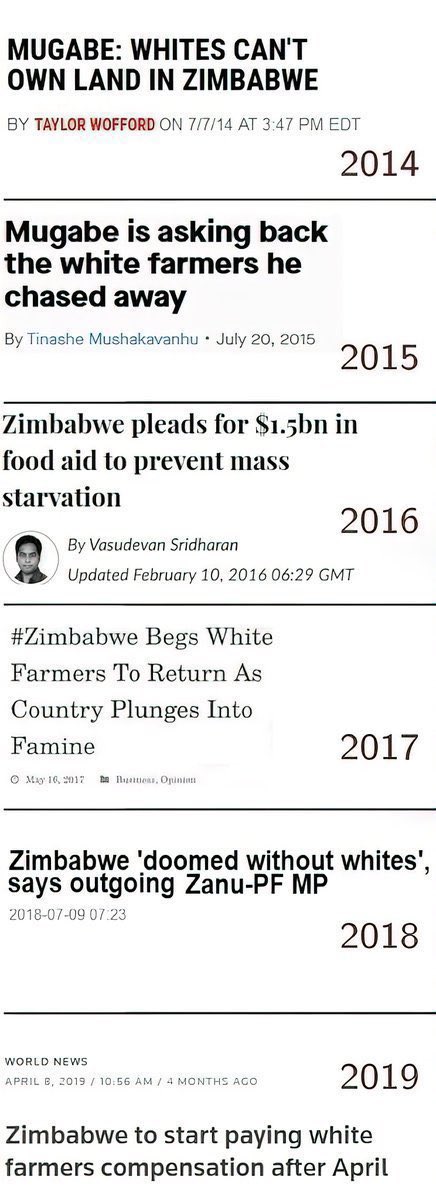 MUGABE: WHITES CAN'T
OWN LAND IN ZIMBABWE
BY TAYLOR WOFFORD ON 7/7/14 AT 3:47 PM EDT
2014
Mugabe is asking back
the white farmers he
chased away
By Tinashe Mushakavanhu • July 20, 2015
2015
Zimbabwe pleads for $1.5bn in
food aid to prevent mass
starvation
2016
By Vasudevan Sridharan
Updated February 10, 2016 06:29 GMT
#Zimbabwe Begs White
Farmers To Return As
Country Plunges Into
Famine
2017
May 16, 2017 Business, Opinion
Zimbabwe 'doomed without whites',
says outgoing Zanu-PF MP
2018-07-09 07:23
2018
WORLD NEWS
APRIL 8, 2019 / 10:56 AM / 4 MONTHS AGO
2019
Zimbabwe to start paying white
farmers compensation after April